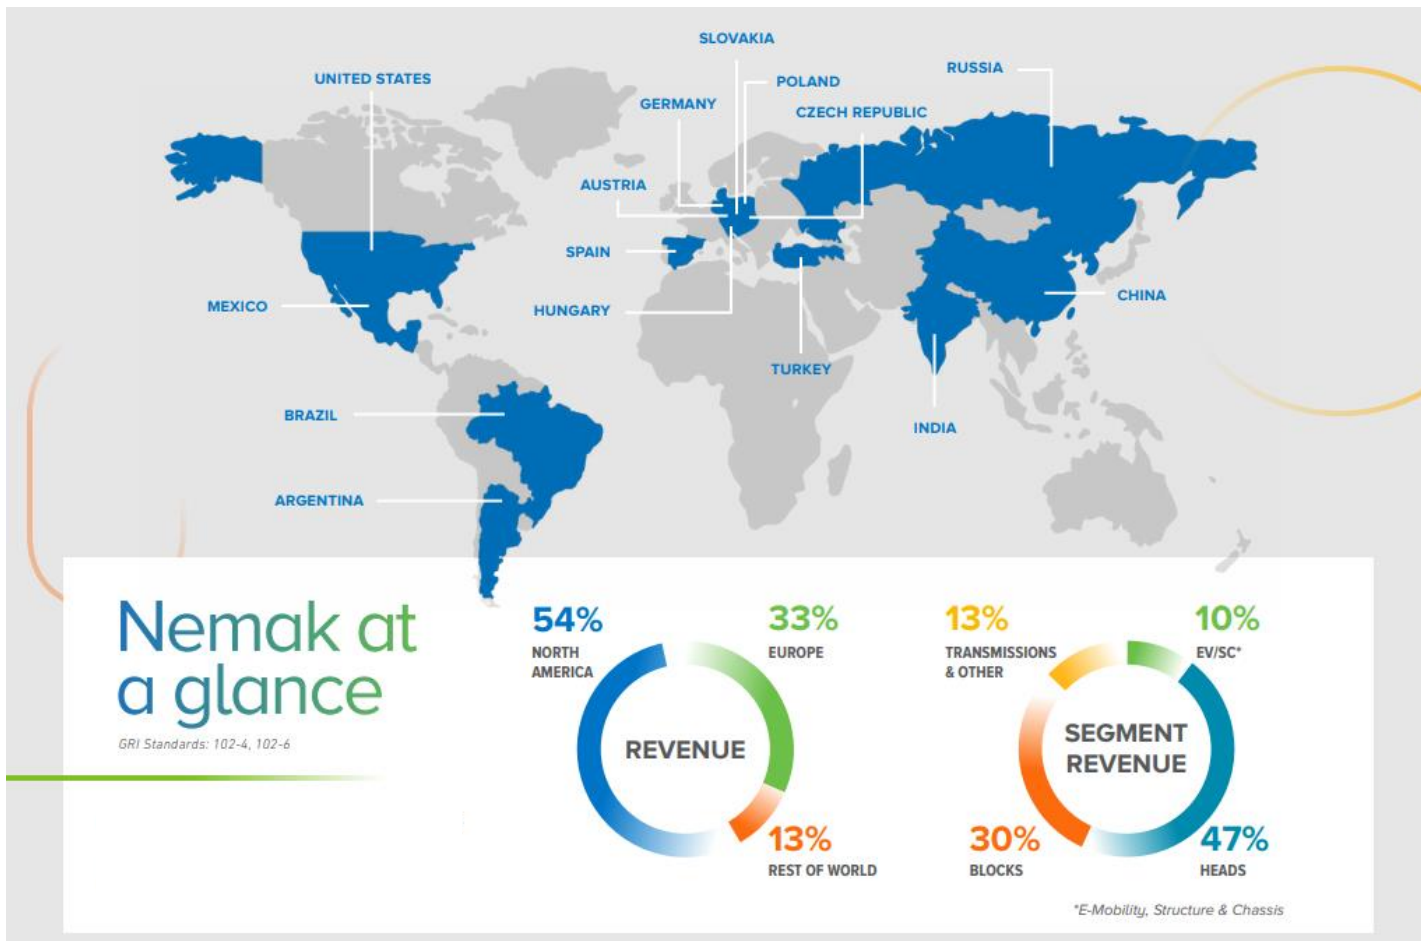 SLOVAKIA
UNITED STATES
POLAND
RUSSIA
GERMANY
CZECH REPUBLIC
AUSTRIA
SPAIN
MEXICO
HUNGARY
CHINA
TURKEY
BRAZIL
INDIA
ARGENTINA
Nemak at
a glance
GRI Standards: 102-4, 102-6
54%
NORTH
AMERICA
33%
EUROPE
REVENUE
13%
REST OF WORLD
13%
TRANSMISSIONS
& OTHER
10%
EV/SC*
SEGMENT
REVENUE
30%
BLOCKS
47%
HEADS
*E-Mobility, Structure & Chassis